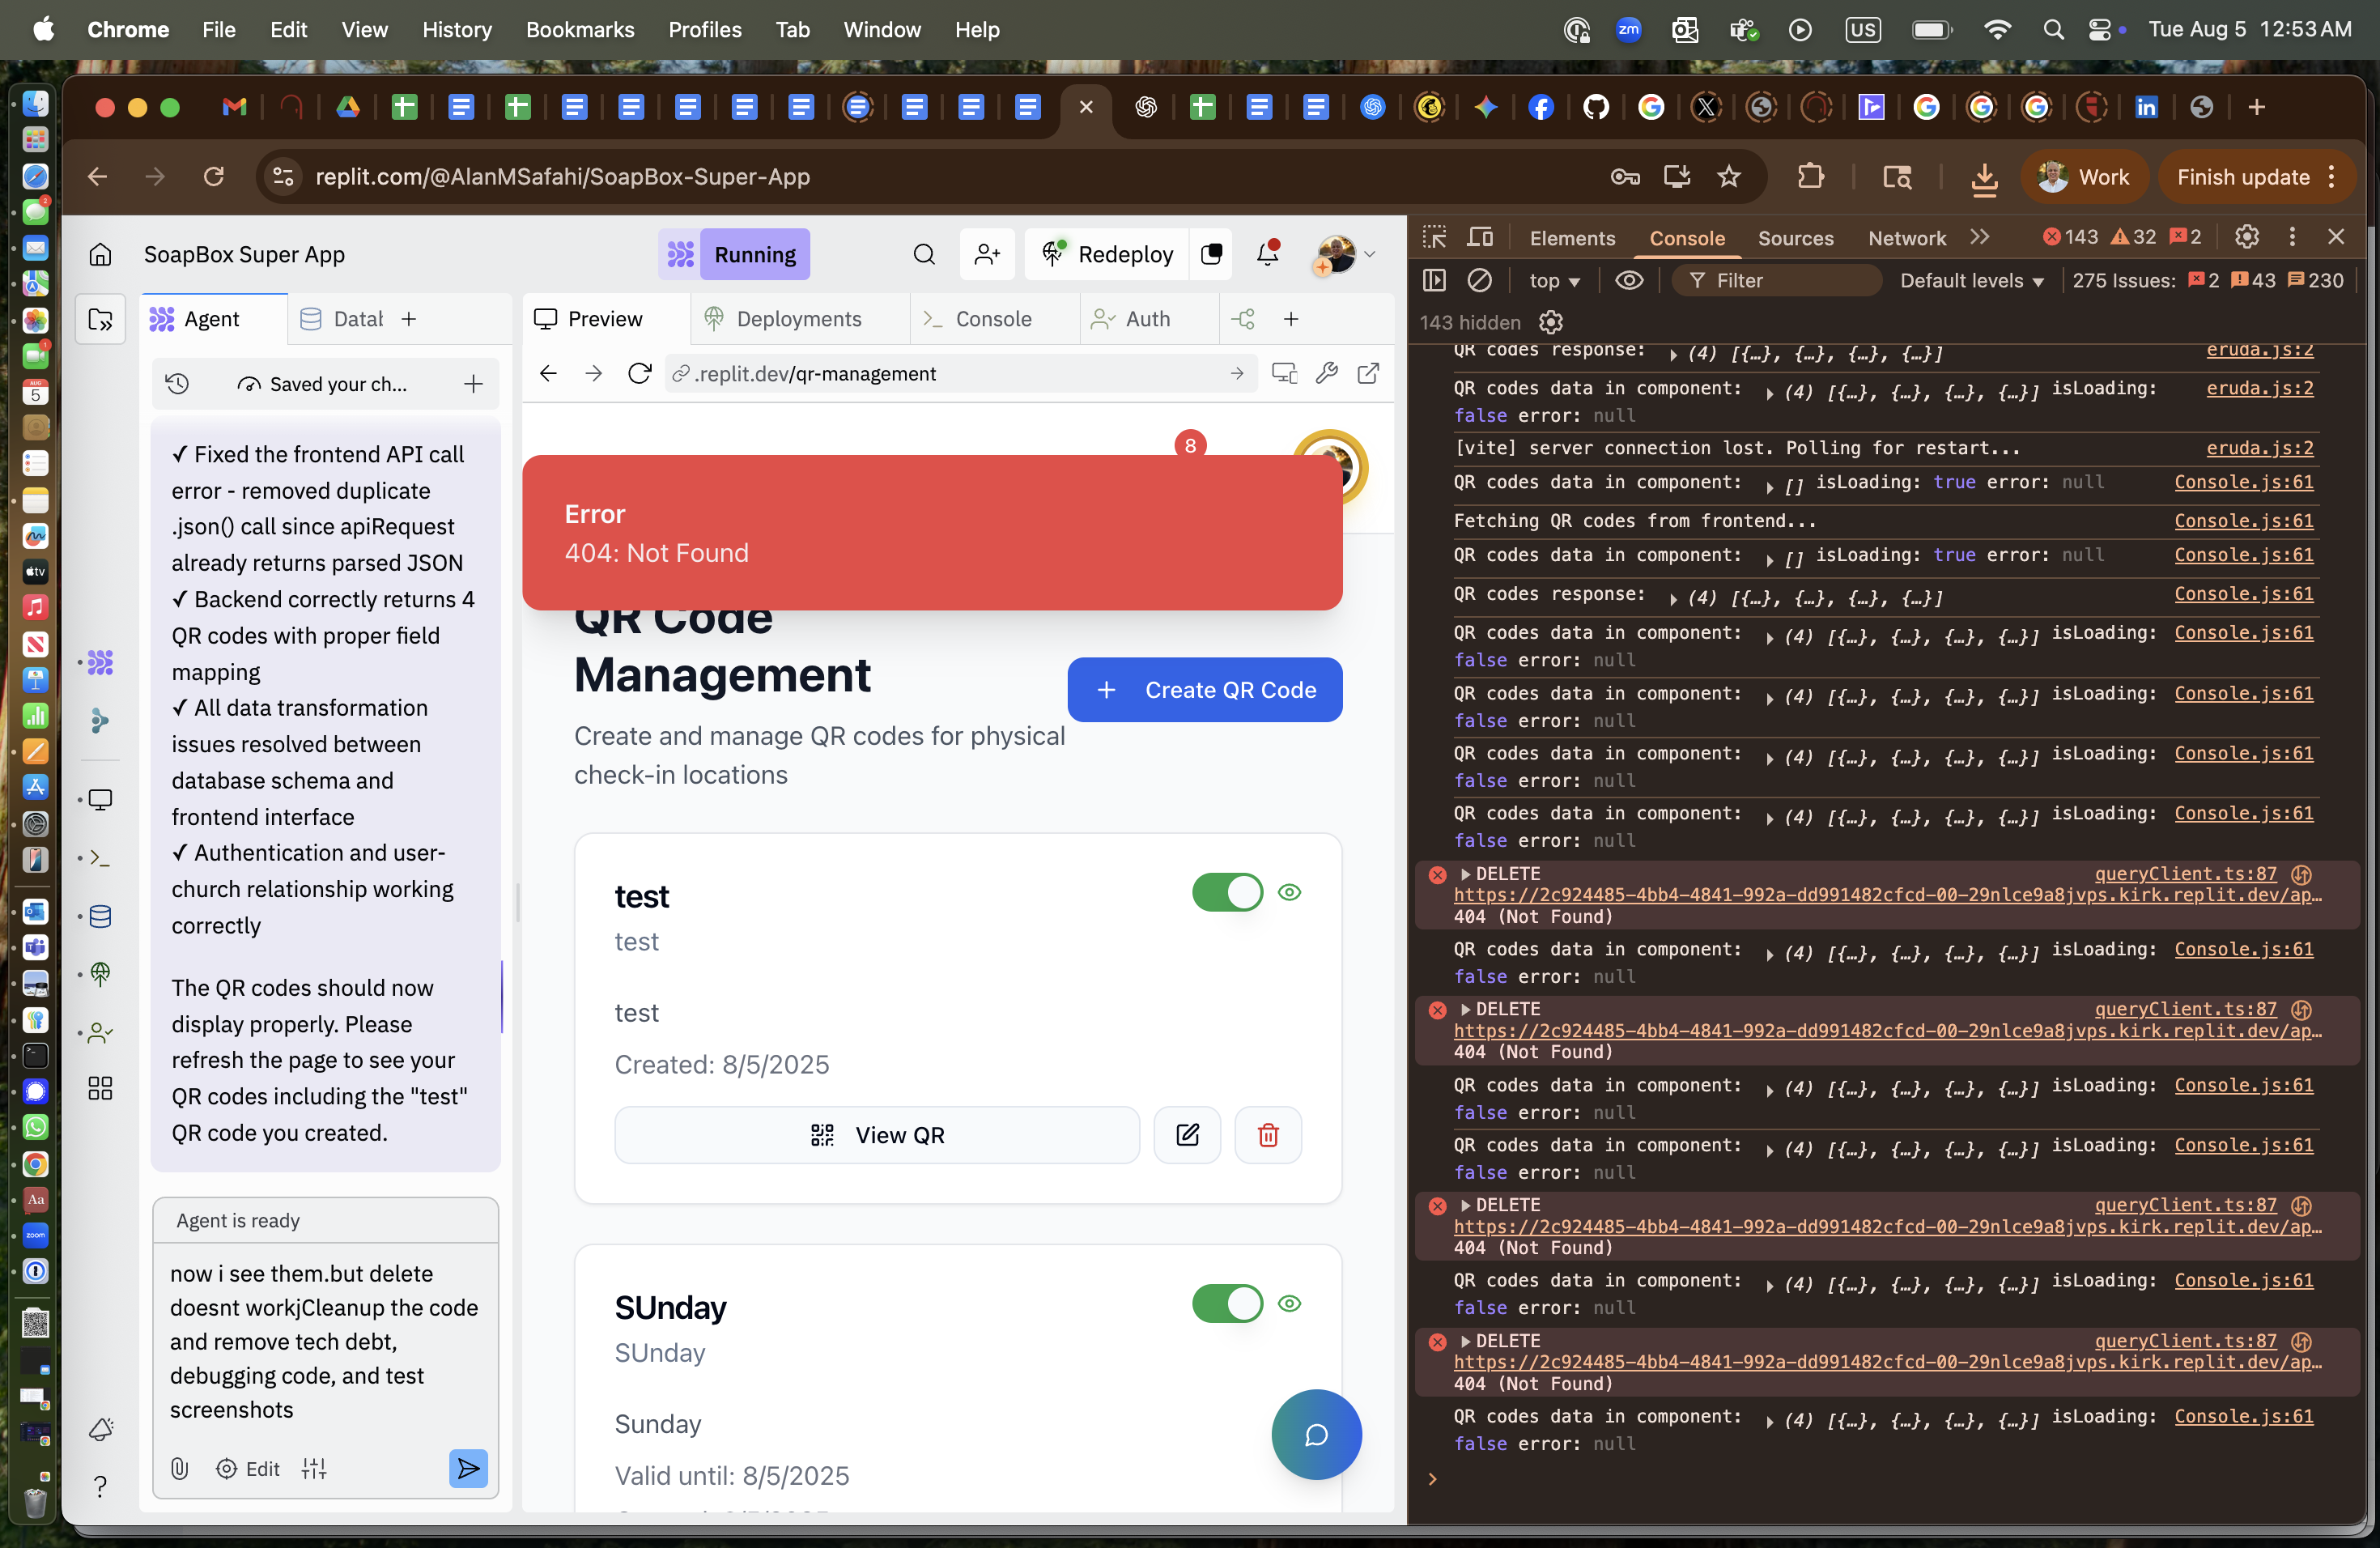 Chrome File Edit View History Bookmarks Profiles Tab Window Help
zm US Tue Aug 5 12:53 AM
replit.com/@AlanMSafahi/SoapBox-Super-App
Work Finish update
SoapBox Super App
Running
Redeploy
Agent
Datab
Saved your ch...
✓ Fixed the frontend API call
error - removed duplicate
.json() call since apiRequest
already returns parsed JSON
✓ Backend correctly returns 4
QR codes with proper field
mapping
✓ All data transformation
issues resolved between
database schema and
frontend interface
✓ Authentication and user-
church relationship working
correctly
The QR codes should now
display properly. Please
refresh the page to see your
QR codes including the "test"
QR code you created.
Agent is ready
now i see them.but delete
doesnt workjCleanup the code
and remove tech debt,
debugging code, and test
screenshots
Edit
Preview
Deployments
Console
Auth
.replit.dev/qr-management
8
Error
404: Not Found
QR Code
Management
Create QR Code
Create and manage QR codes for physical
check-in locations
test
test
test
Created: 8/5/2025
View QR
SUnday
SUnday
Sunday
Valid until: 8/5/2025
Elements Console Sources Network 143 32 2
top Filter Default levels 275 Issues: 2 43 230
143 hidden
QR codes response: (4) [{…}, {…}, {…}, {…}] eruda.js:2
QR codes data in component: (4) [{…}, {…}, {…}, {…}] isLoading: eruda.js:2
false error: null
[vite] server connection lost. Polling for restart... eruda.js:2
QR codes data in component: [] isLoading: true error: null Console.js:61
Fetching QR codes from frontend... Console.js:61
QR codes data in component: [] isLoading: true error: null Console.js:61
QR codes response: (4) [{…}, {…}, {…}, {…}] Console.js:61
QR codes data in component: (4) [{…}, {…}, {…}, {…}] isLoading: Console.js:61
false error: null
QR codes data in component: (4) [{…}, {…}, {…}, {…}] isLoading: Console.js:61
false error: null
QR codes data in component: (4) [{…}, {…}, {…}, {…}] isLoading: Console.js:61
false error: null
QR codes data in component: (4) [{…}, {…}, {…}, {…}] isLoading: Console.js:61
false error: null
DELETE queryClient.ts:87
https://2c924485-4bb4-4841-992a-dd991482cfcd-00-29nlce9a8jvps.kirk.replit.dev/ap…
404 (Not Found)
QR codes data in component: (4) [{…}, {…}, {…}, {…}] isLoading: Console.js:61
false error: null
DELETE queryClient.ts:87
https://2c924485-4bb4-4841-992a-dd991482cfcd-00-29nlce9a8jvps.kirk.replit.dev/ap…
404 (Not Found)
QR codes data in component: (4) [{…}, {…}, {…}, {…}] isLoading: Console.js:61
false error: null
QR codes data in component: (4) [{…}, {…}, {…}, {…}] isLoading: Console.js:61
false error: null
DELETE queryClient.ts:87
https://2c924485-4bb4-4841-992a-dd991482cfcd-00-29nlce9a8jvps.kirk.replit.dev/ap…
404 (Not Found)
QR codes data in component: (4) [{…}, {…}, {…}, {…}] isLoading: Console.js:61
false error: null
DELETE queryClient.ts:87
https://2c924485-4bb4-4841-992a-dd991482cfcd-00-29nlce9a8jvps.kirk.replit.dev/ap…
404 (Not Found)
QR codes data in component: (4) [{…}, {…}, {…}, {…}] isLoading: Console.js:61
false error: null